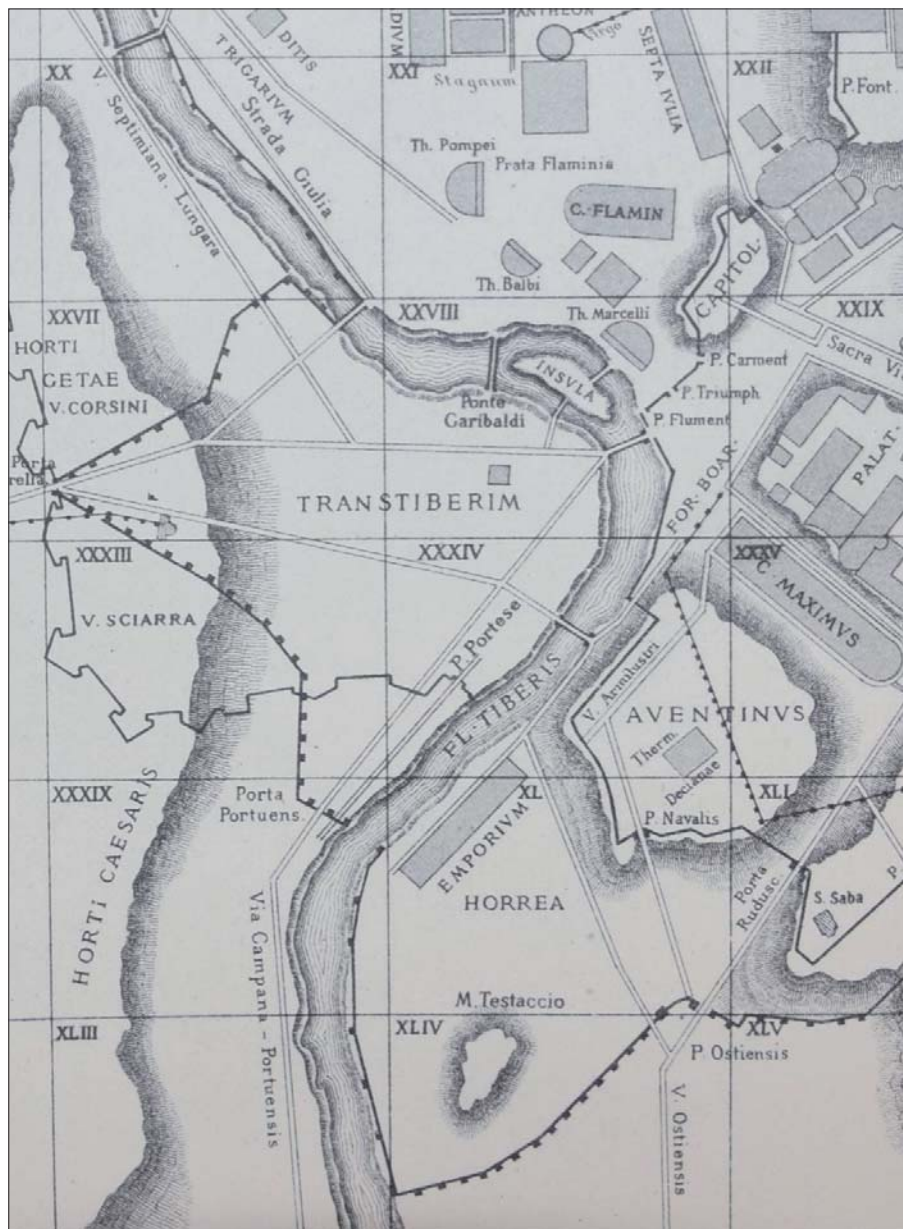 DIVM
ANTHEON
Virgo
DITIS
TRIGARIVM
Stagnum
SEPTA IVLIA
XX
XXI
XXII
V. Septimiana. Lungara
Strada Giulia
P. Font.
Th. Pompei
Prata Flaminia
C. FLAMIN
CAPITOL.
Th. Balbi
XXVII
XXVIII
Th. Marcelli
XXIX
HORTI
GETAE
V. CORSINI
INSVLA
P. Carment
Sacra Via
Ponte
Garibaldi
P. Triumph
P. Flument
Porta
rella.
TRANSTIBERIM
FOR. BOAR.
PALAT.
XXXIII
XXXIV
XXXV
C. MAXIMVS
V. SCIARRA
P. Portese
FL. TIBERIS
V. Armilustri
AVENTINVS
Therm.
Decianae
XXXIX
Porta
Portuens.
XL
XLI
EMPORIVM
P. Navalis
HORTI CAESARIS
HORREA
Porta
Rudusc.
S. Saba
P.
Via Campana - Portuensis
M. Testaccio
XLIII
XLIV
XLV
P. Ostiensis
V. Ostiensis